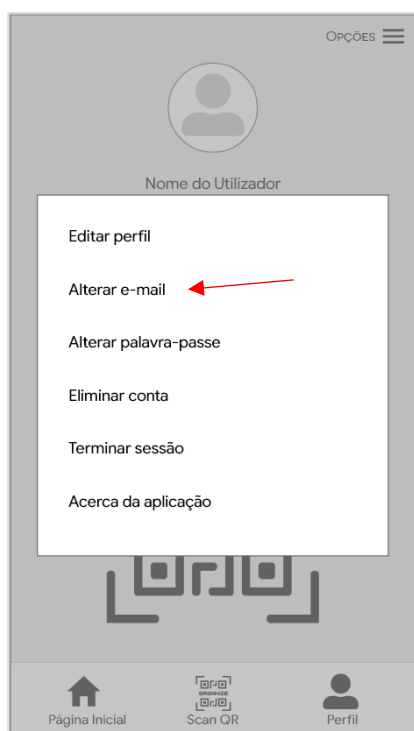 Opções
Nome do Utilizador
Editar perfil
Alterar e-mail
Alterar palavra-passe
Eliminar conta
Terminar sessão
Acerca da aplicação
ORGANIZE
Página Inicial
Scan QR
Perfil